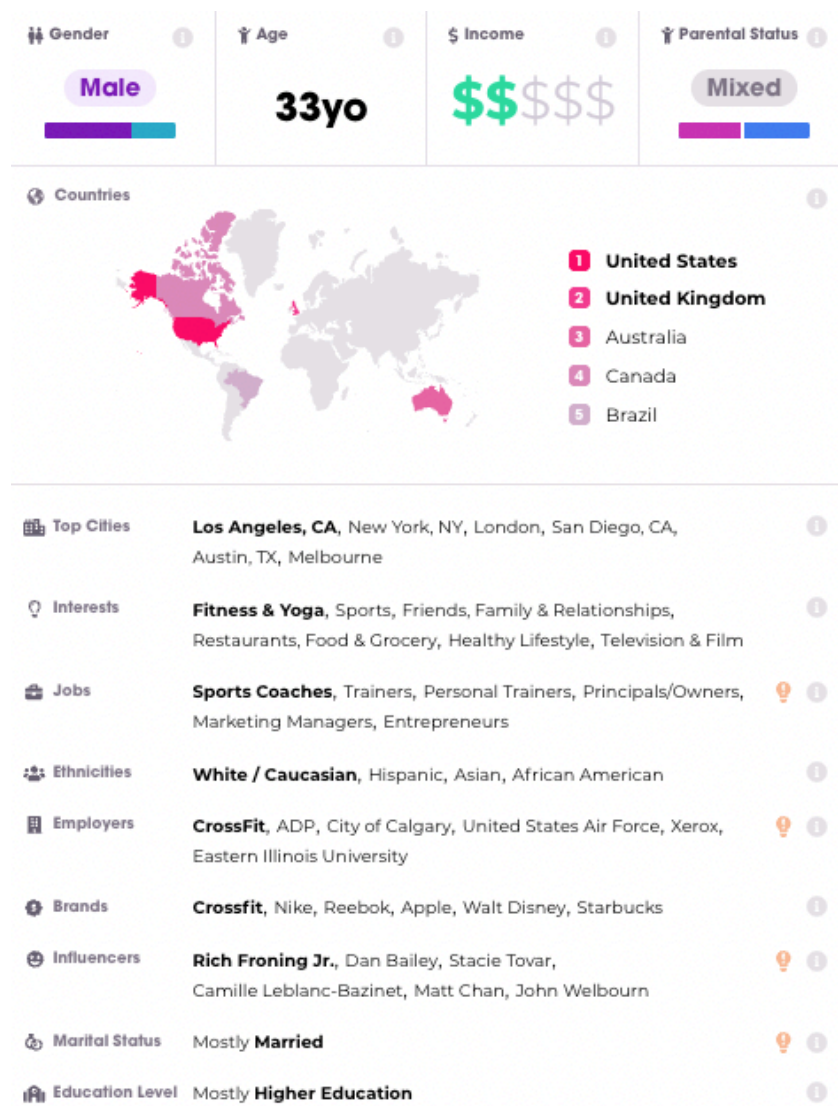 Gender
Age
$ Income
Parental Status
Male
33yo
$$$$$
Mixed
Countries
1 United States
2 United Kingdom
3 Australia
4 Canada
5 Brazil
Top Cities
Los Angeles, CA, New York, NY, London, San Diego, CA,
Austin, TX, Melbourne
Interests
Fitness & Yoga, Sports, Friends, Family & Relationships,
Restaurants, Food & Grocery, Healthy Lifestyle, Television & Film
Jobs
Sports Coaches, Trainers, Personal Trainers, Principals/Owners,
Marketing Managers, Entrepreneurs
Ethnicities
White / Caucasian, Hispanic, Asian, African American
Employers
CrossFit, ADP, City of Calgary, United States Air Force, Xerox,
Eastern Illinois University
Brands
Crossfit, Nike, Reebok, Apple, Walt Disney, Starbucks
Influencers
Rich Froning Jr., Dan Bailey, Stacie Tovar,
Camille Leblanc-Bazinet, Matt Chan, John Welbourn
Marital Status
Mostly Married
Education Level
Mostly Higher Education